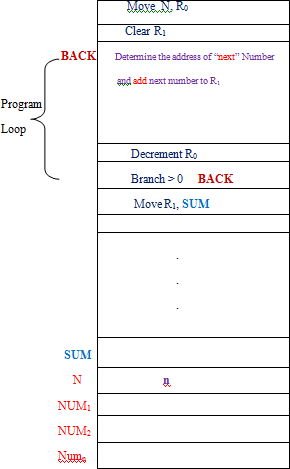 Move N, R₀
Clear R₁
BACK
Determine the address of "next" Number
and add next number to R₁
Program
Loop
Decrement R₀
Branch > 0 BACK
Move R₁, SUM
.
.
.
SUM
N n
NUM₁
NUM₂
Numₙ